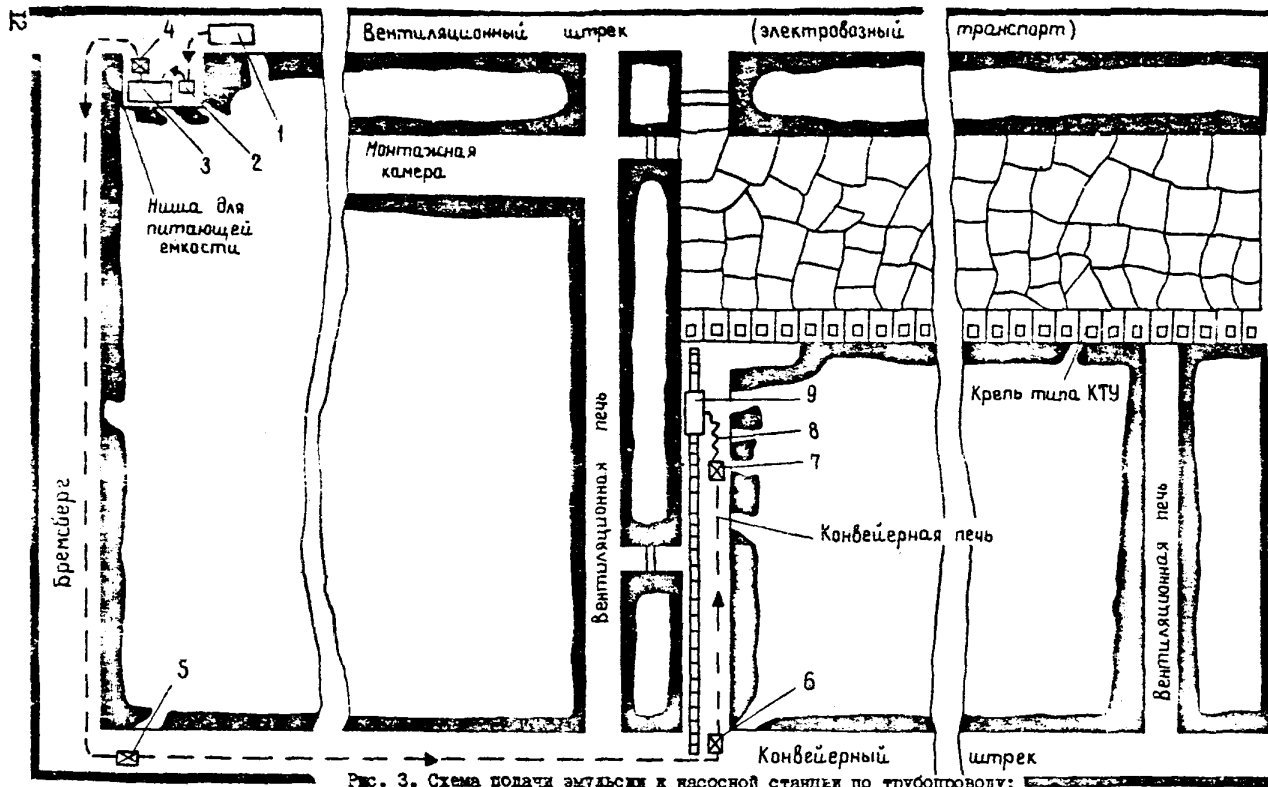 12
4
Вентиляционный штрек (электровозный транспорт)
3
2
1
Монтажная
камера
Ниша для
питающей
емкости
Бремсберг
Вентиляционная печь
9
8
7
Крепь типа КТУ
Конвейерная печь
Вентиляционная печь
5
6
Конвейерный штрек
Рис. 3. Схема подачи эмульсии к насосной станции по трубопроводу: